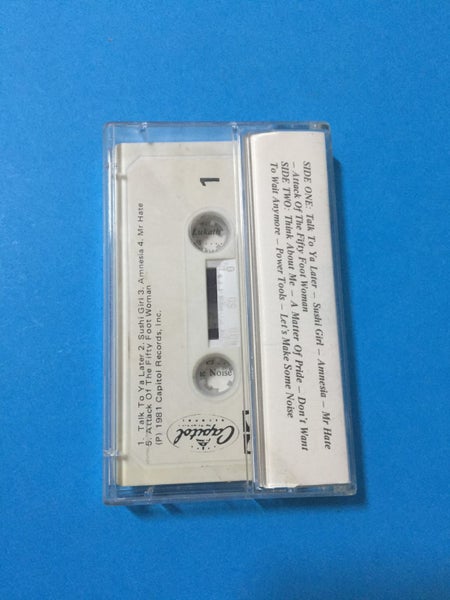 SIDE ONE: Talk To Ya Later – Sushi Girl – Amnesia – Mr Hate
– Attack Of The Fifty Foot Woman
SIDE TWO: Think About Me – A Matter Of Pride – Don't Want
To Wait Anymore – Power Tools – Let's Make Some Noise
1
Lukath
e Noise
Capitol
1. Talk To Ya Later 2. Sushi Girl 3. Amnesia 4. Mr Hate
5. Attack Of The Fifty Foot Woman
(P) 1981 Capitol Records, Inc.